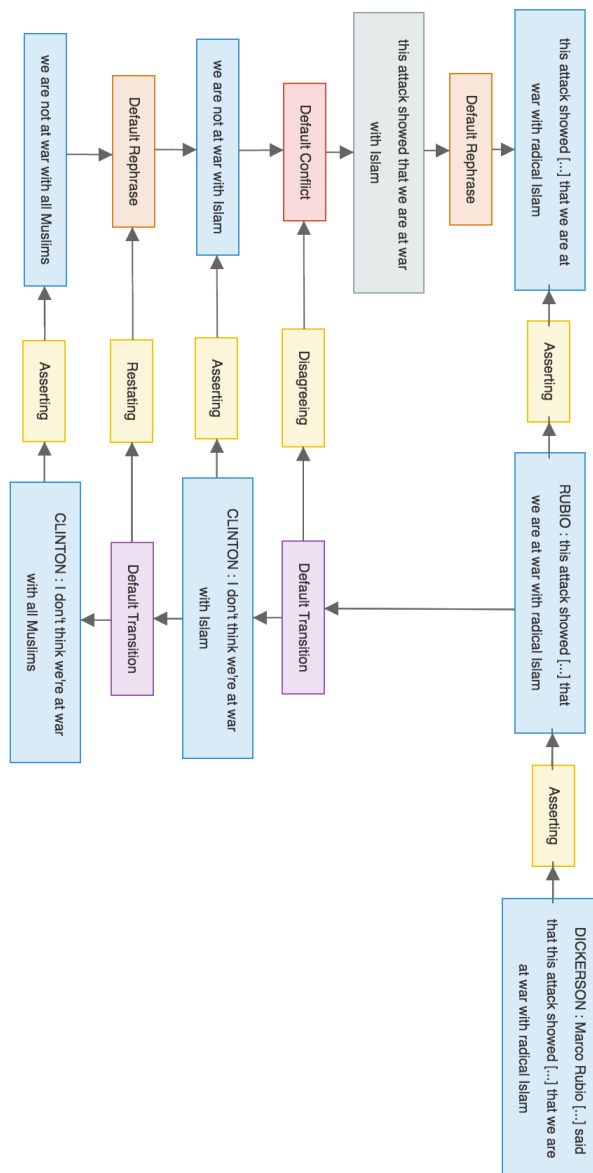 this attack showed [...] that we are at
war with radical Islam
Default Rephrase
this attack showed that we are at war
with Islam
Default Conflict
we are not at war with Islam
Default Rephrase
we are not at war with all Muslims
Asserting
Disagreeing
Asserting
Restating
Asserting
RUBIO : this attack showed [...] that
we are at war with radical Islam
Default Transition
CLINTON : I don't think we're at war
with Islam
Default Transition
CLINTON : I don't think we're at war
with all Muslims
Asserting
DICKERSON : Marco Rubio [...] said
that this attack showed [...] that we are
at war with radical Islam